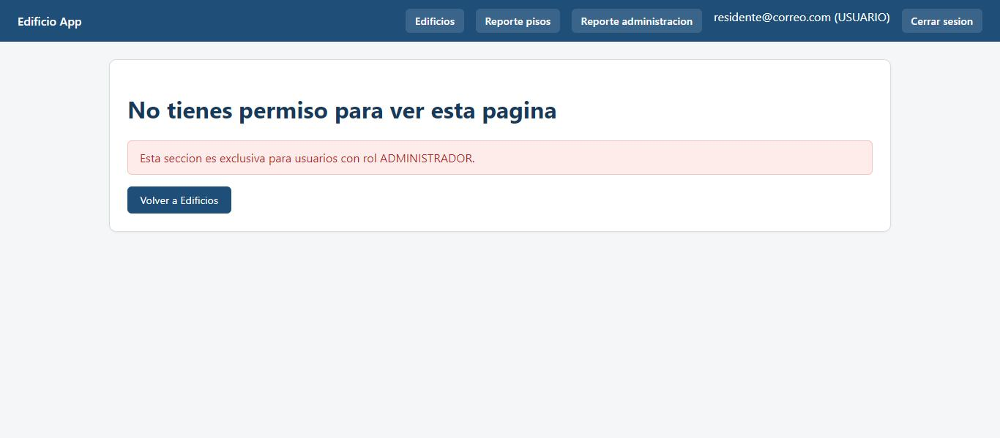 Edificio App
Edificios
Reporte pisos
Reporte administracion
residente@correo.com (USUARIO)
Cerrar sesion
No tienes permiso para ver esta pagina
Esta seccion es exclusiva para usuarios con rol ADMINISTRADOR.
Volver a Edificios